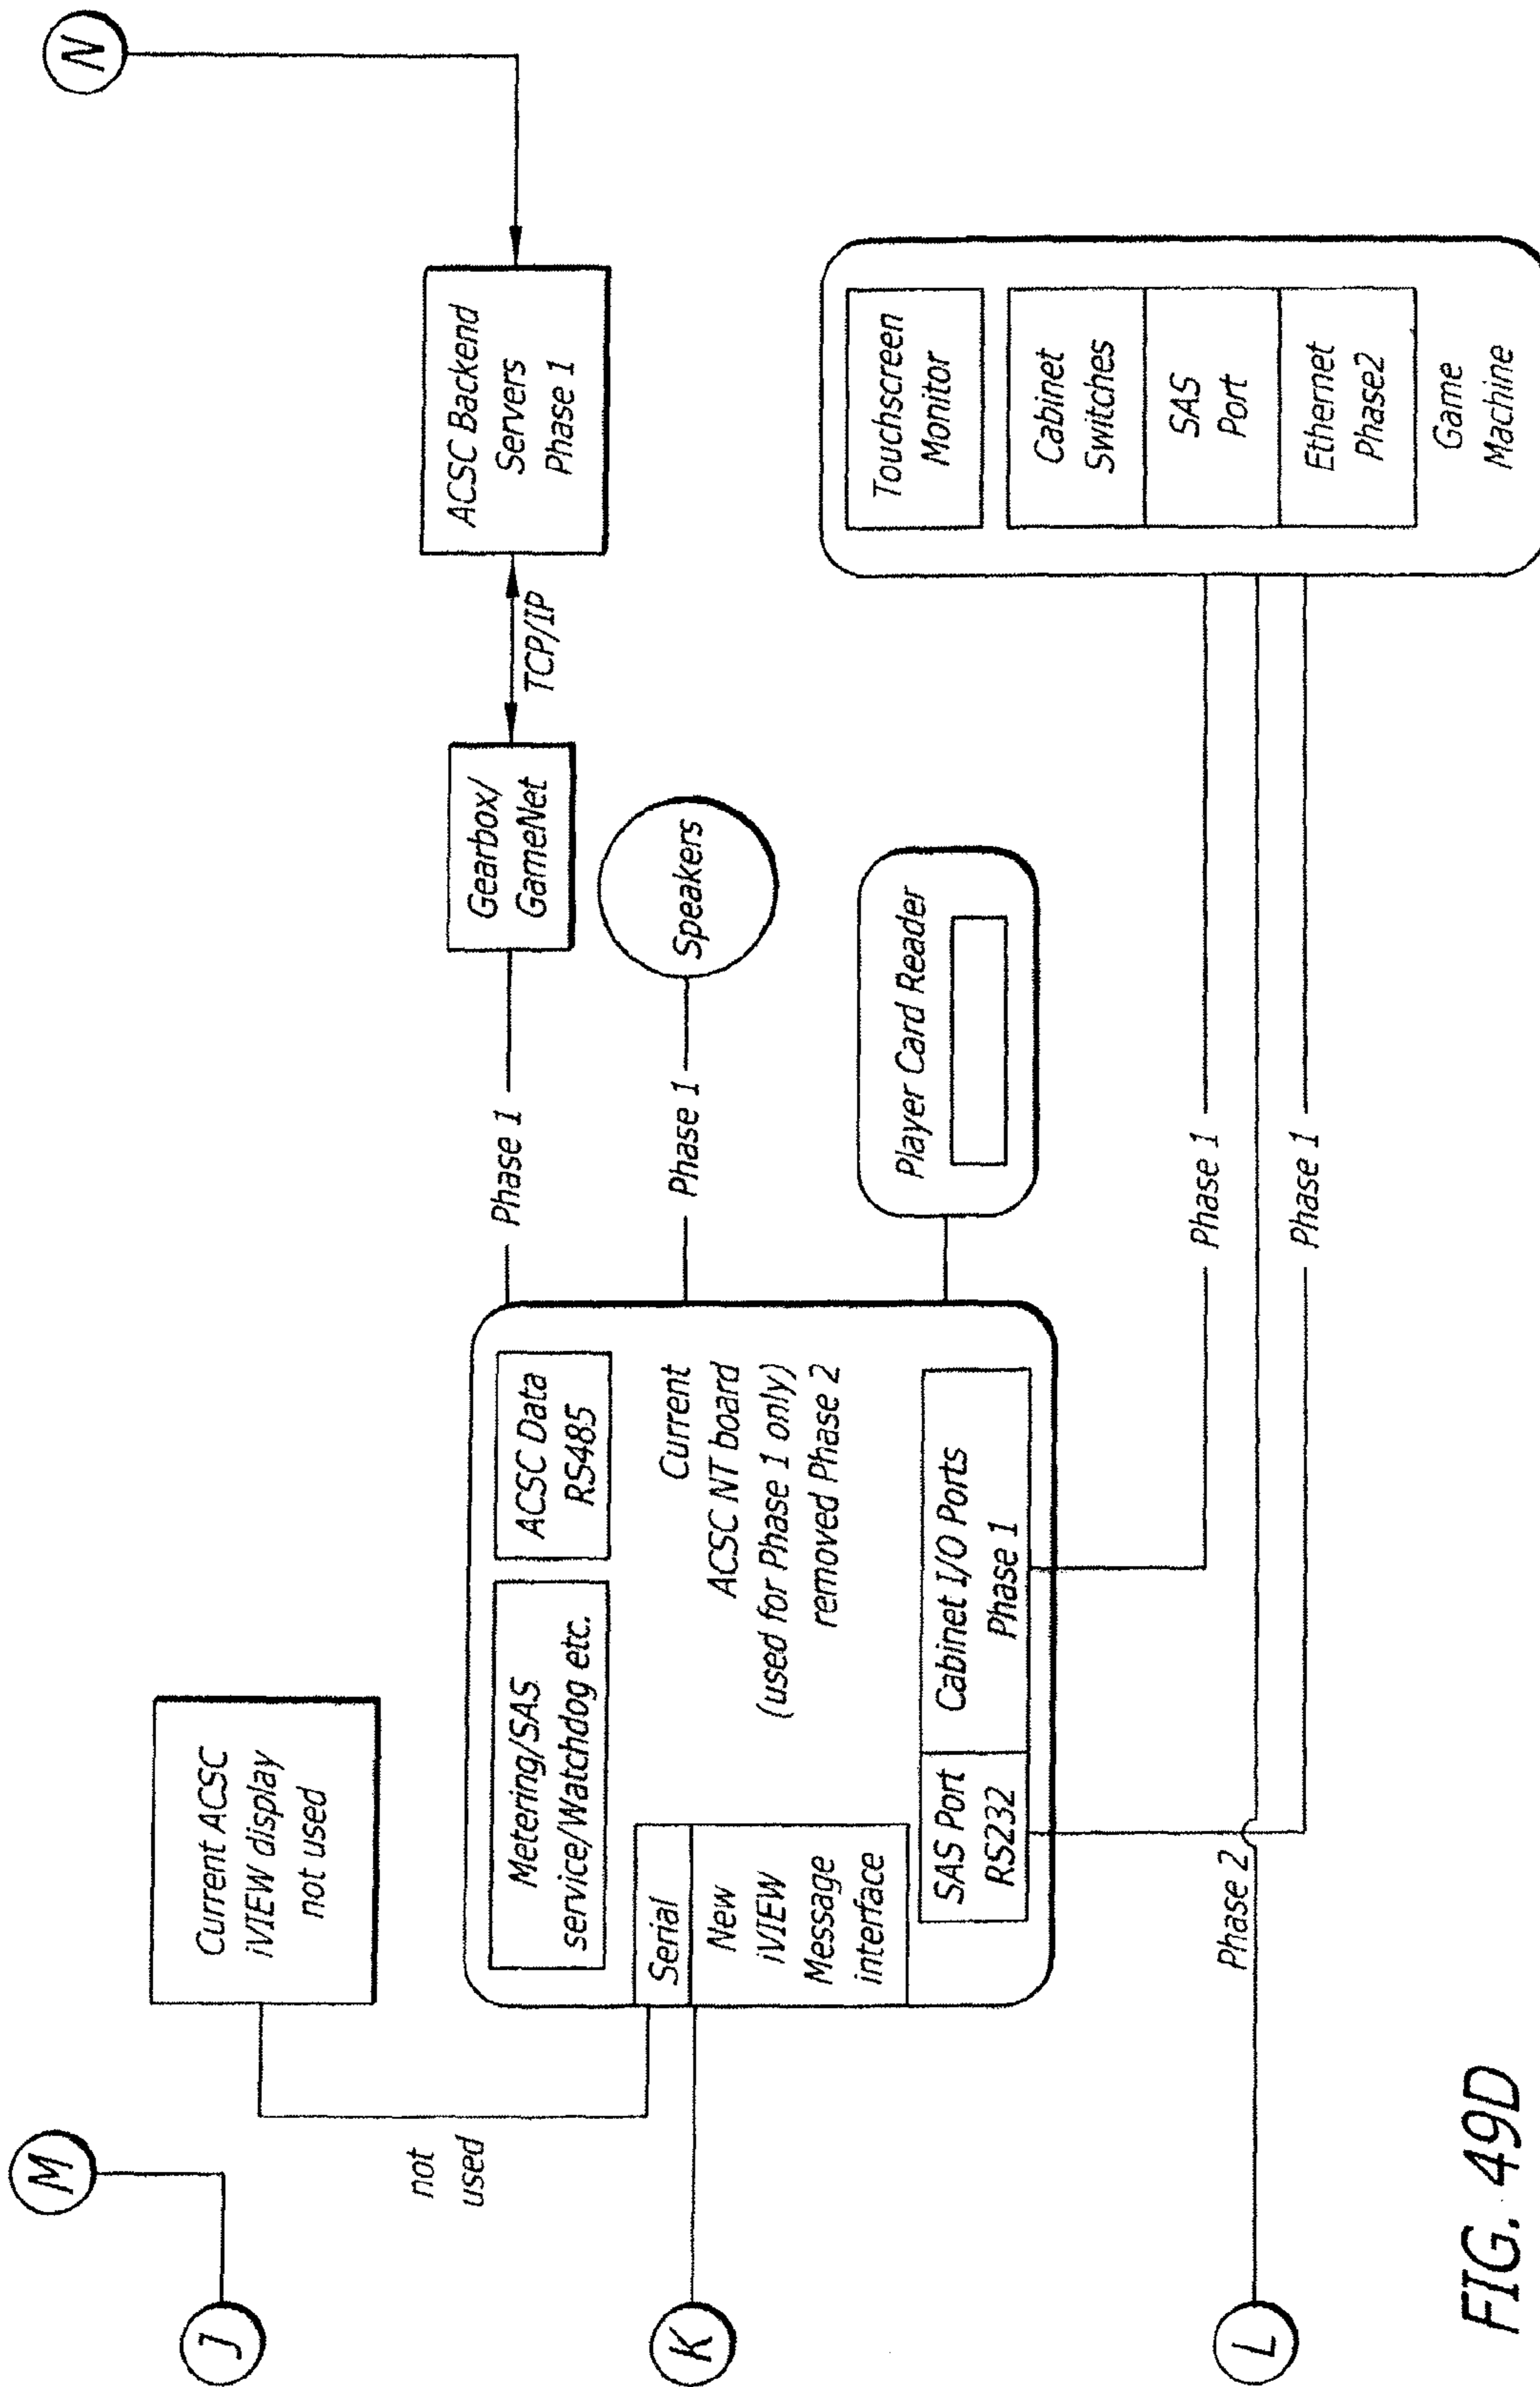 M
N
J
Current ACSC
iVIEW display
not used
not
used
Metering/SAS
service/Watchdog etc.
ACSC Data
RS485
Serial
New
iVIEW
Message
interface
Current
ACSC NT board
(used for Phase 1 only)
removed Phase 2
SAS Port
RS232
Cabinet I/O Ports
Phase 1
K
Phase 1
Gearbox/
GameNet
TCP/IP
ACSC Backend
Servers
Phase 1
Phase 1
Speakers
Player Card Reader
Phase 1
Phase 2
Phase 1
L
Touchscreen
Monitor
Cabinet
Switches
SAS
Port
Ethernet
Phase2
Game
Machine
FIG. 49D